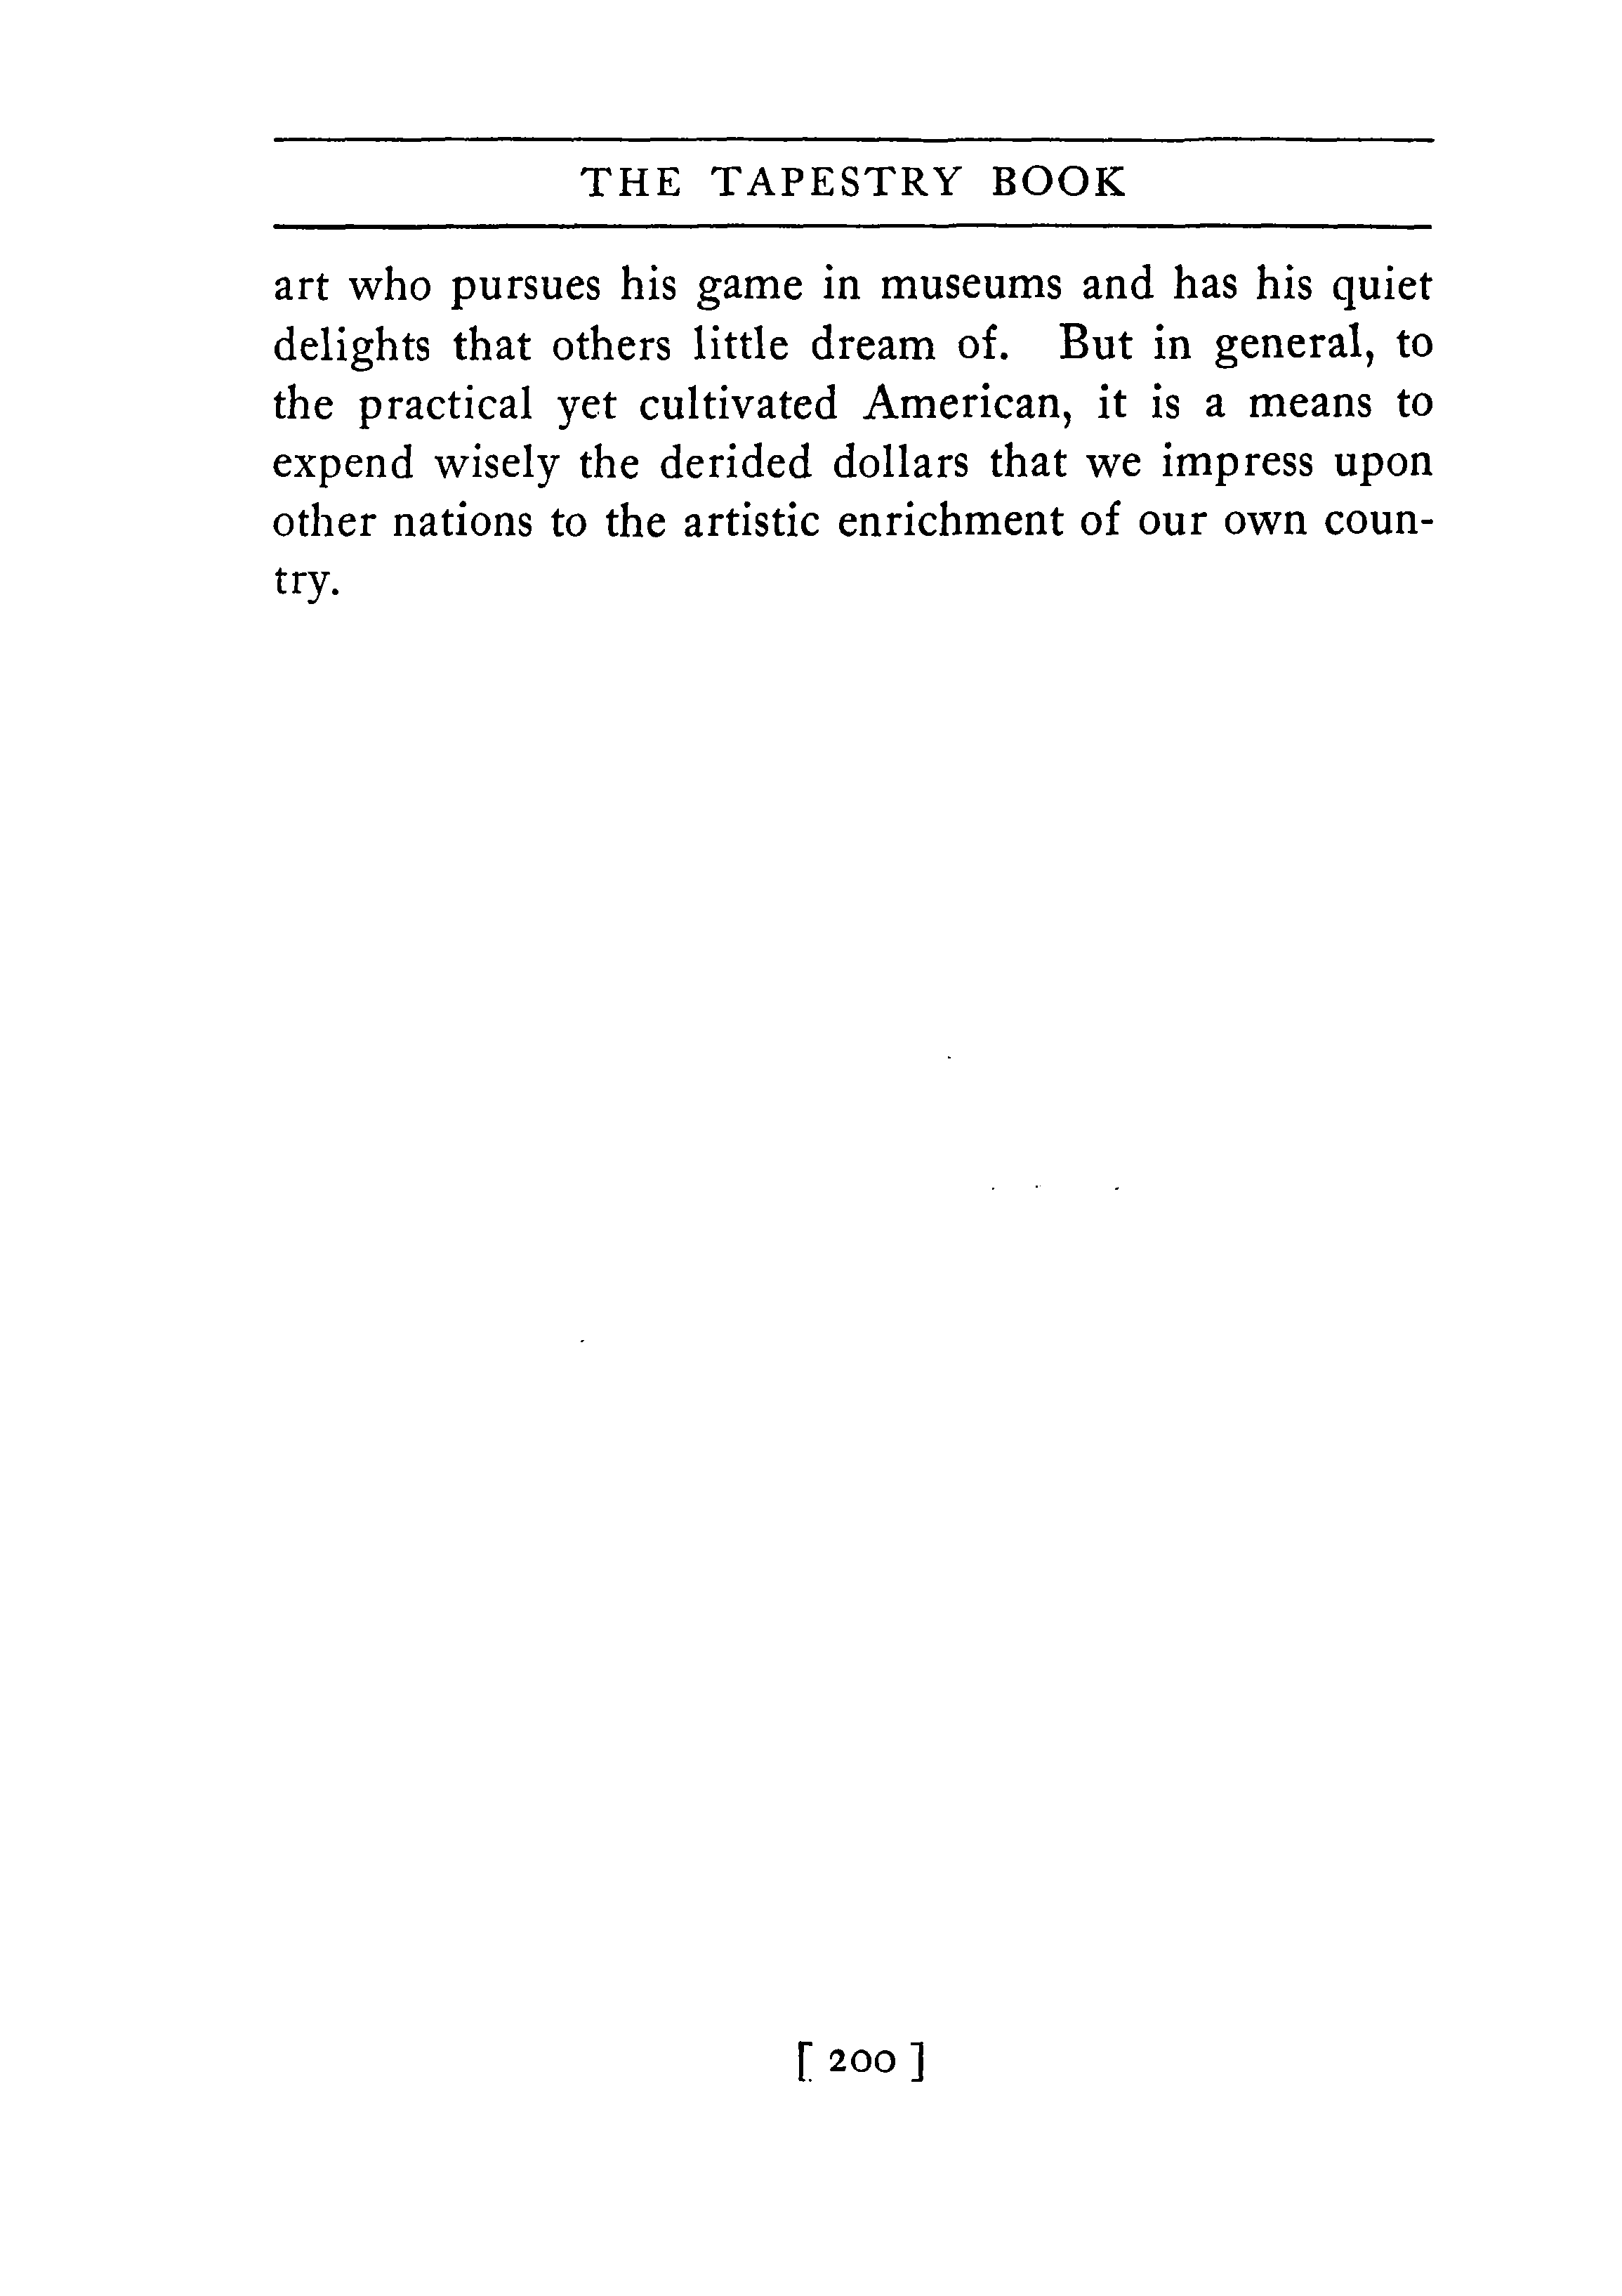 THE TAPESTRY BOOK
art who pursues his game in museums and has his quiet
delights that others little dream of. But in general, to
the practical yet cultivated American, it is a means to
expend wisely the derided dollars that we impress upon
other nations to the artistic enrichment of our own coun-
try.
[ 200 ]